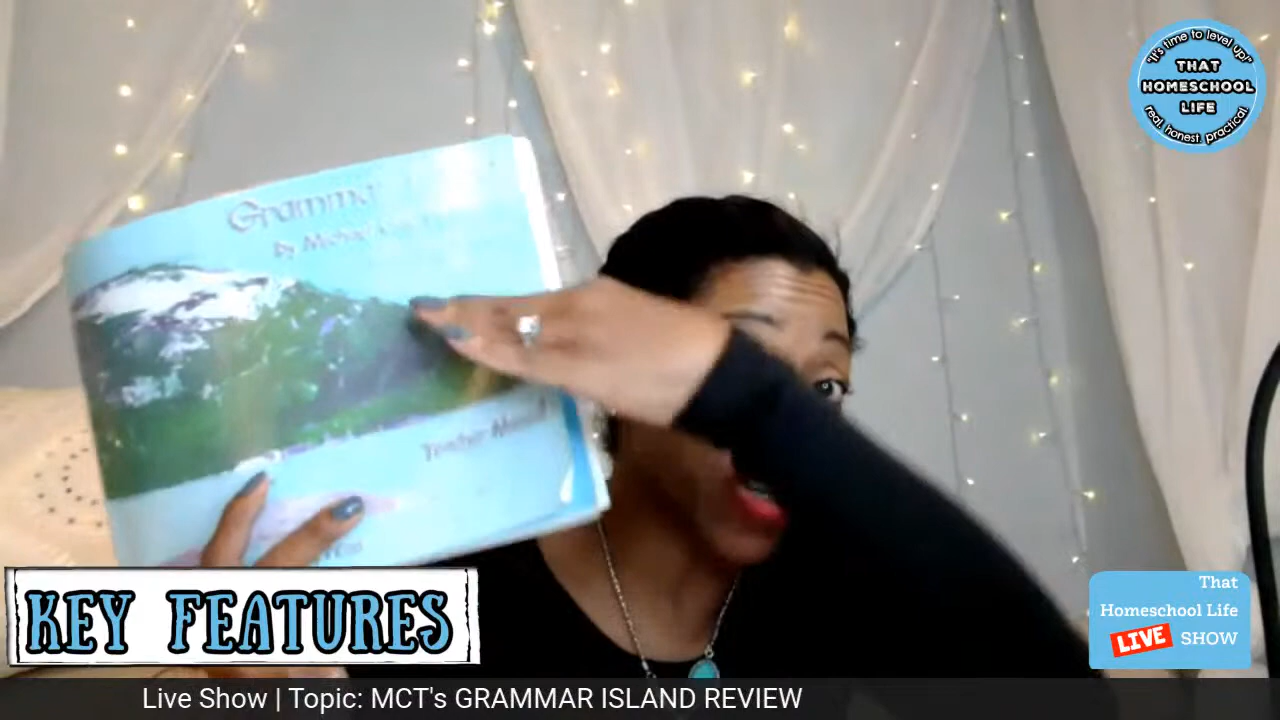 "It's time to level up!"
THAT
HOMESCHOOL
LIFE
real, honest, practical
Gramma
by Michael
Teacher Manual
KEY FEATURES
That
Homeschool Life
LIVE SHOW
Live Show | Topic: MCT's GRAMMAR ISLAND REVIEW